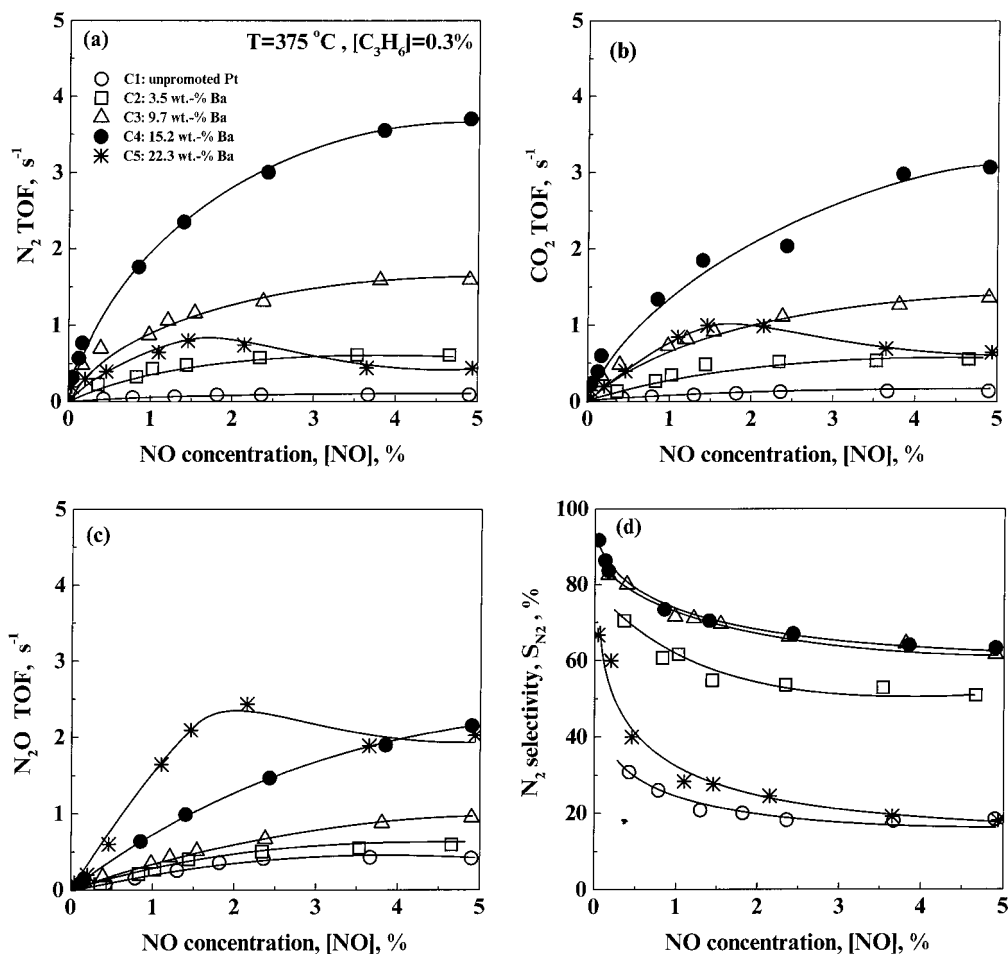 (a)
T=375 °C , [C₃H₆]=0.3%
C1: unpromoted Pt
C2: 3.5 wt.-% Ba
C3: 9.7 wt.-% Ba
C4: 15.2 wt.-% Ba
C5: 22.3 wt.-% Ba
N₂ TOF, s⁻¹
5
4
3
2
1
0
0 1 2 3 4 5
NO concentration, [NO], %
(b)
CO₂ TOF, s⁻¹
5
4
3
2
1
0
0 1 2 3 4 5
NO concentration, [NO], %
(c)
N₂O TOF, s⁻¹
5
4
3
2
1
0
0 1 2 3 4 5
NO concentration, [NO], %
(d)
N₂ selectivity, S_N2, %
100
80
60
40
20
0
0 1 2 3 4 5
NO concentration, [NO], %